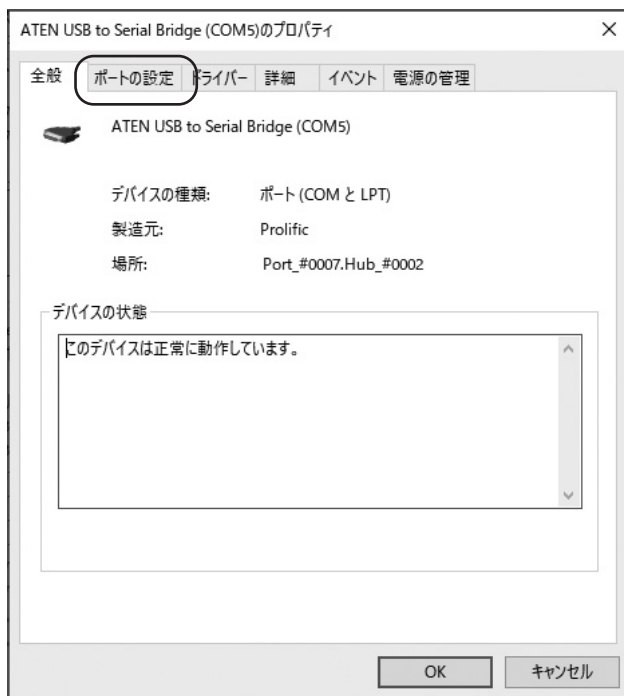 ATEN USB to Serial Bridge (COM5)のプロパティ
全般 ポートの設定 ドライバー 詳細 イベント 電源の管理
ATEN USB to Serial Bridge (COM5)
デバイスの種類: ポート (COM と LPT)
製造元: Prolific
場所: Port_#0007.Hub_#0002
デバイスの状態
このデバイスは正常に動作しています。
OK キャンセル